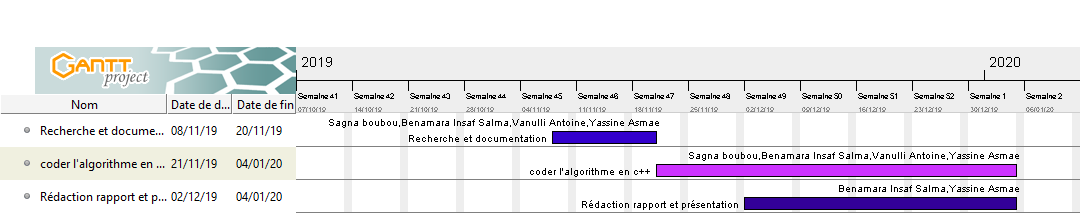 GANTT
project
2019
2020
Nom
Date de d...
Date de fin
Semaine 41
Semaine 42
Semaine 43
Semaine 44
Semaine 45
Semaine 46
Semaine 47
Semaine 48
Semaine 49
Semaine 50
Semaine 51
Semaine 52
Semaine 1
Semaine 2
07/10/19
14/10/19
21/10/19
28/10/19
04/11/19
11/11/19
18/11/19
25/11/19
02/12/19
09/12/19
16/12/19
23/12/19
30/12/19
06/01/20
Recherche et docume... 08/11/19 20/11/19
Sagna boubou,Benamara Insaf Salma,Vanulli Antoine,Yassine Asmae
Recherche et documentation
coder l'algorithme en ... 21/11/19 04/01/20
Sagna boubou,Benamara Insaf Salma,Vanulli Antoine,Yassine Asmae
coder l'algorithme en c++
Rédaction rapport et p... 02/12/19 04/01/20
Benamara Insaf Salma,Yassine Asmae
Rédaction rapport et présentation